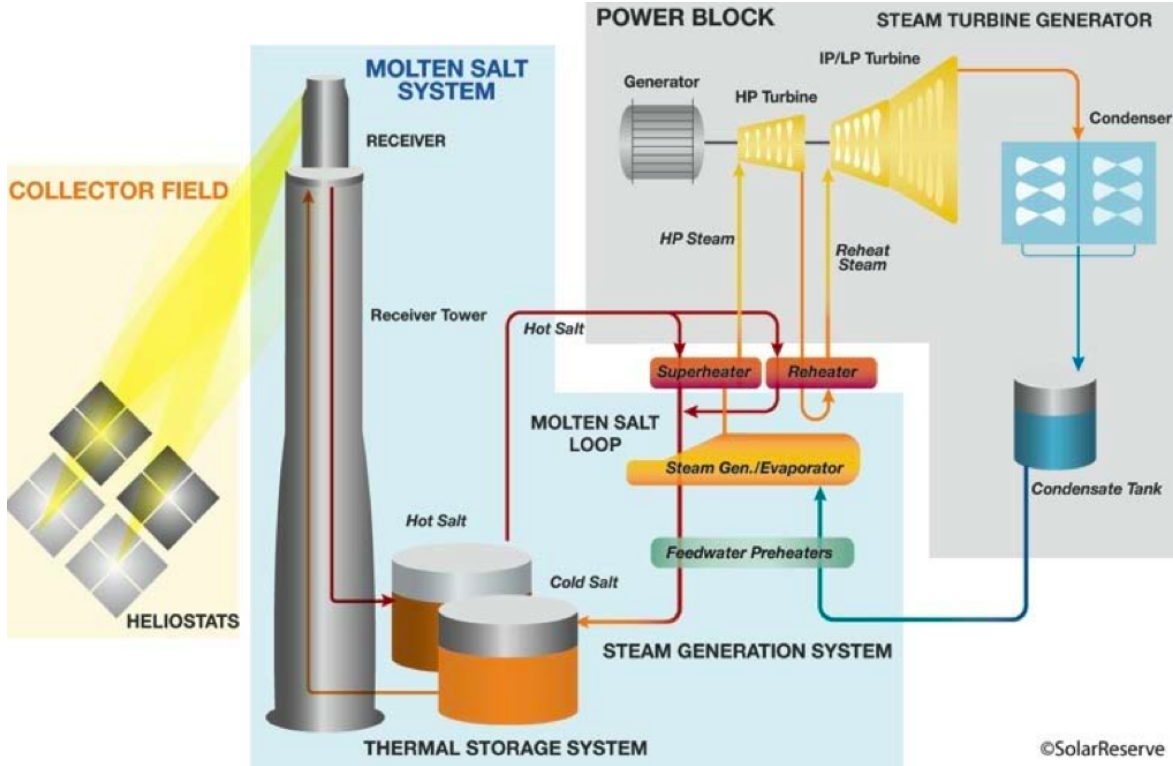 POWER BLOCK
STEAM TURBINE GENERATOR
IP/LP Turbine
Generator
HP Turbine
Condenser
MOLTEN SALT
SYSTEM
RECEIVER
COLLECTOR FIELD
HP Steam
Reheat
Steam
Receiver Tower
Hot Salt
Superheater
Reheater
MOLTEN SALT
LOOP
Steam Gen./Evaporator
Condensate Tank
Hot Salt
Feedwater Preheaters
Cold Salt
HELIOSTATS
STEAM GENERATION SYSTEM
THERMAL STORAGE SYSTEM
©SolarReserve